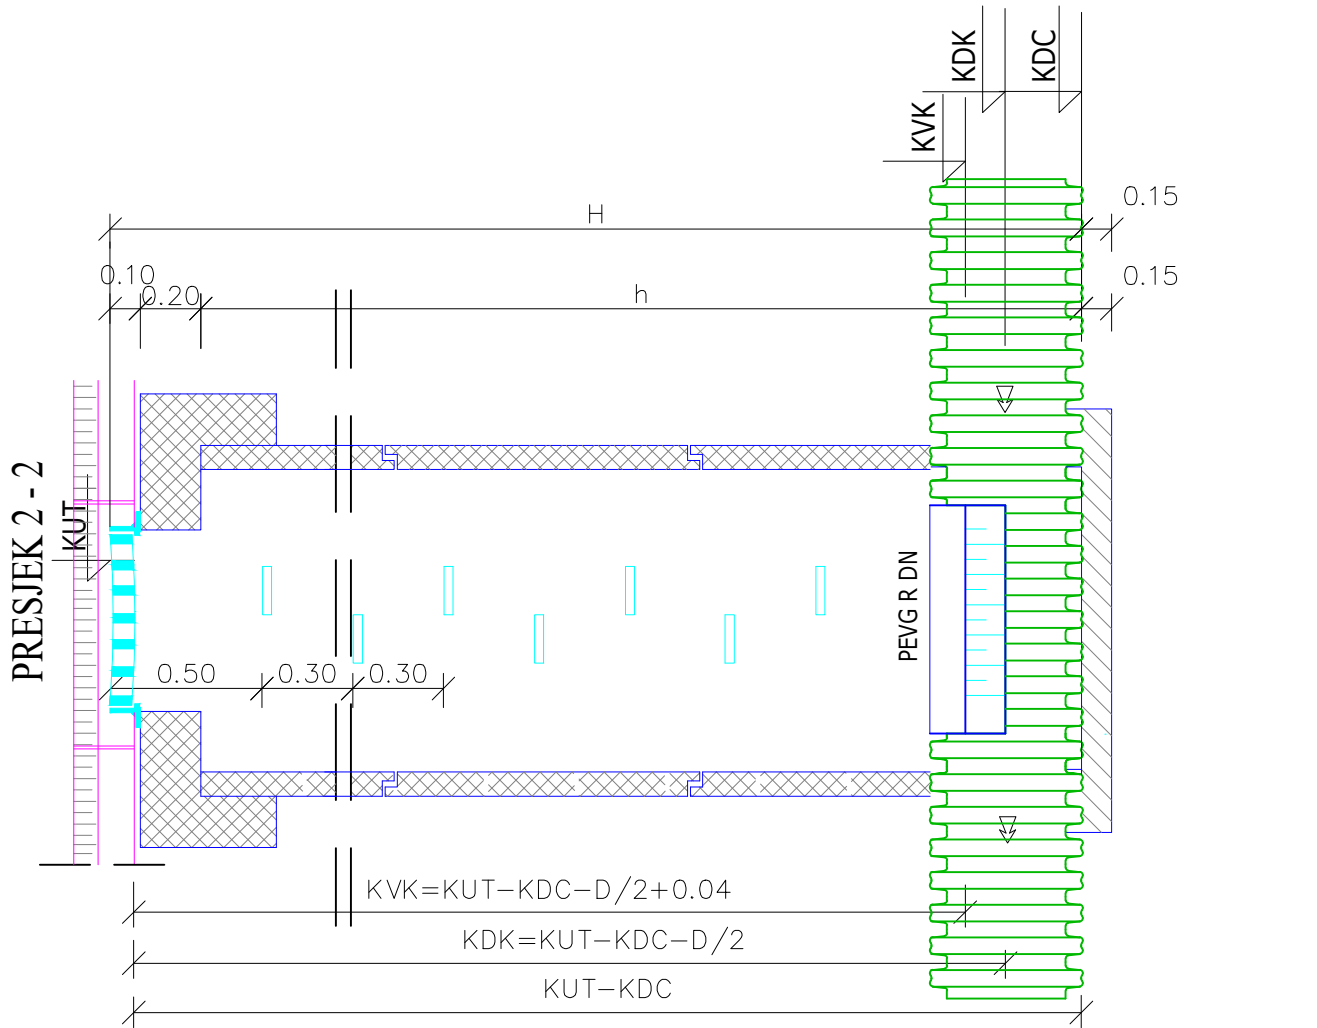 KDK
KDC
KVK
0.15
H
0.15
0.10
0.20
h
PRESJEK 2 - 2
KUT
PEVG R DN
0.50
0.30
0.30
KVK=KUT-KDC-D/2+0.04
KDK=KUT-KDC-D/2
KUT-KDC